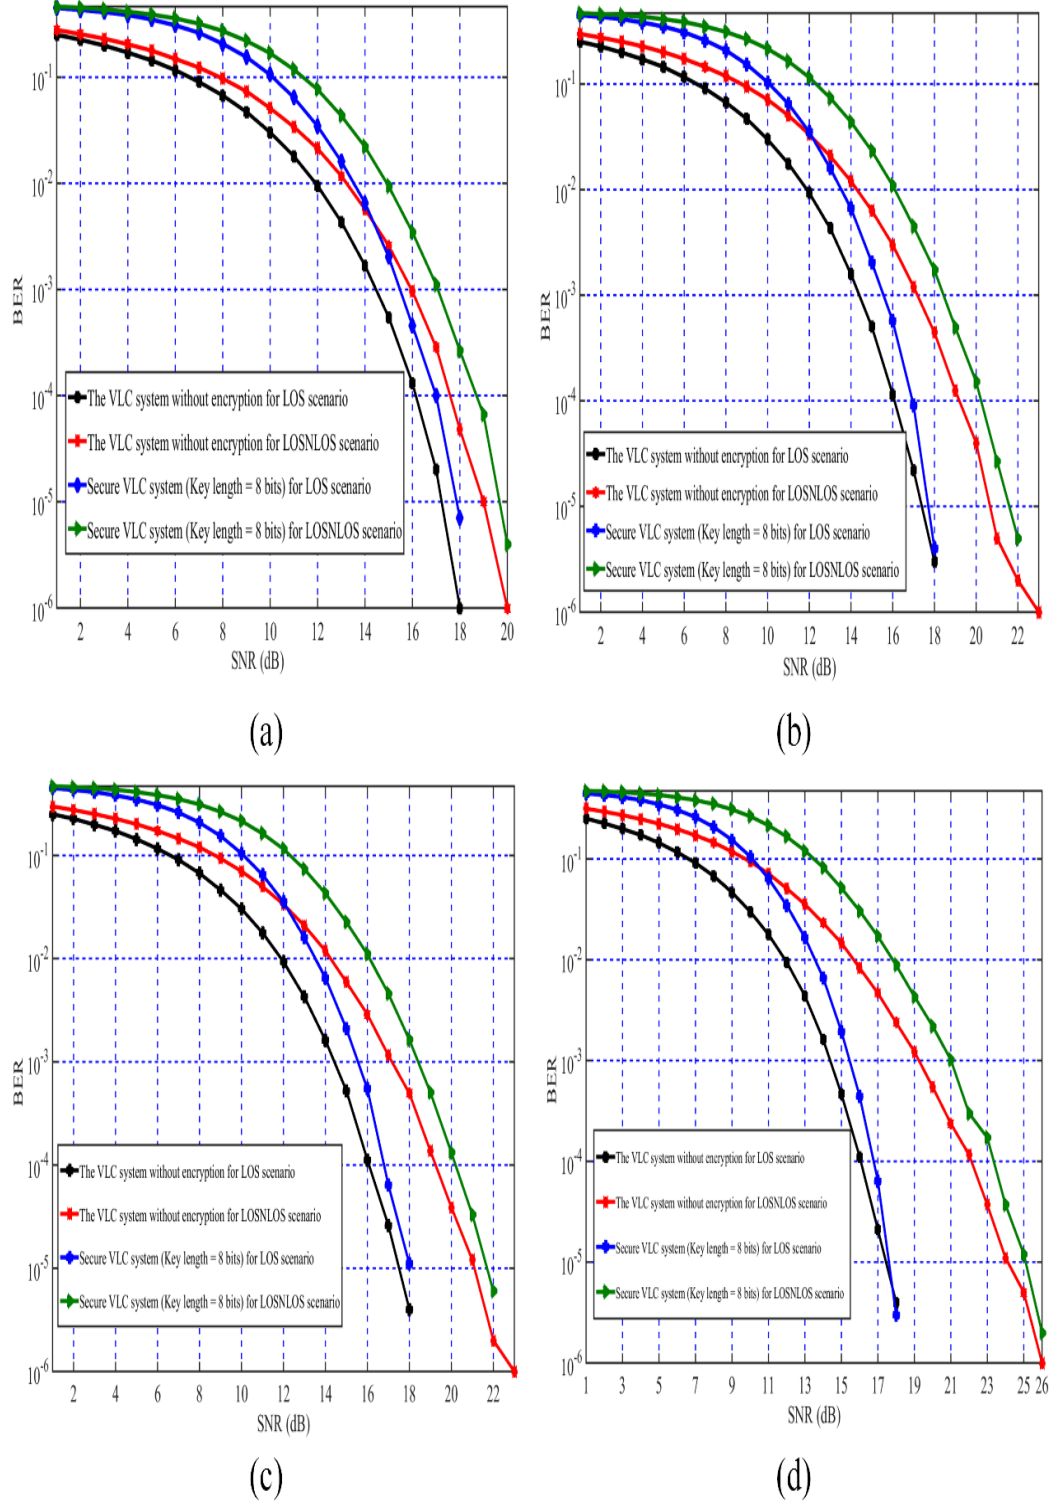 10^-1
10^-2
10^-3
10^-4
10^-5
10^-6
BER
The VLC system without encryption for LOS scenario
The VLC system without encryption for LOSNLOS scenario
Secure VLC system (Key length = 8 bits) for LOS scenario
Secure VLC system (Key length = 8 bits) for LOSNLOS scenario
2 4 6 8 10 12 14 16 18 20
SNR (dB)
(a)
10^-1
10^-2
10^-3
10^-4
10^-5
10^-6
BER
The VLC system without encryption for LOS scenario
The VLC system without encryption for LOSNLOS scenario
Secure VLC system (Key length = 8 bits) for LOS scenario
Secure VLC system (Key length = 8 bits) for LOSNLOS scenario
2 4 6 8 10 12 14 16 18 20 22
SNR (dB)
(b)
10^-1
10^-2
10^-3
10^-4
10^-5
10^-6
BER
The VLC system without encryption for LOS scenario
The VLC system without encryption for LOSNLOS scenario
Secure VLC system (Key length = 8 bits) for LOS scenario
Secure VLC system (Key length = 8 bits) for LOSNLOS scenario
2 4 6 8 10 12 14 16 18 20 22
SNR (dB)
(c)
10^-1
10^-2
10^-3
10^-4
10^-5
10^-6
BER
The VLC system without encryption for LOS scenario
The VLC system without encryption for LOSNLOS scenario
Secure VLC system (Key length = 8 bits) for LOS scenario
Secure VLC system (Key length = 8 bits) for LOSNLOS scenario
1 3 5 7 9 11 13 15 17 19 21 23 25 26
SNR (dB)
(d)